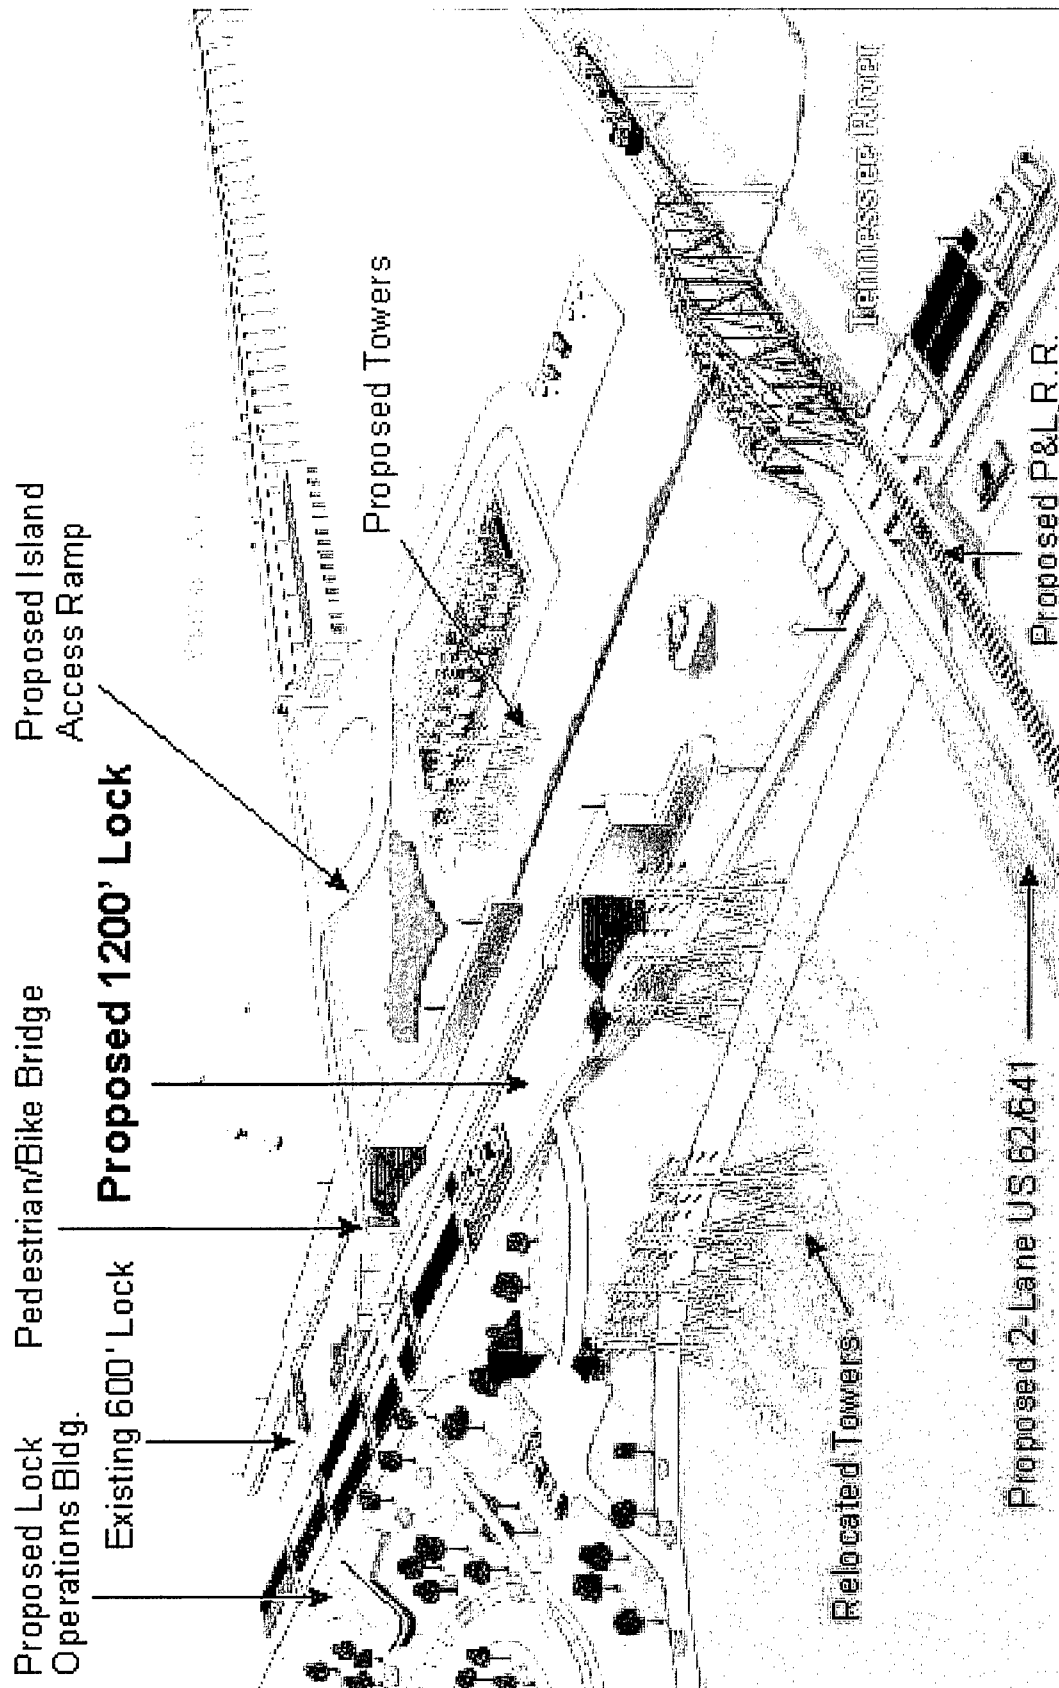 Proposed Lock
Operations Bldg.
Existing 600' Lock
Pedestrian/Bike Bridge
Proposed 1200' Lock
Proposed Island
Access Ramp
Proposed Towers
Tennessee River
Relocated Towers
Proposed 2-Lane US 62/641
Proposed P&L R.R.